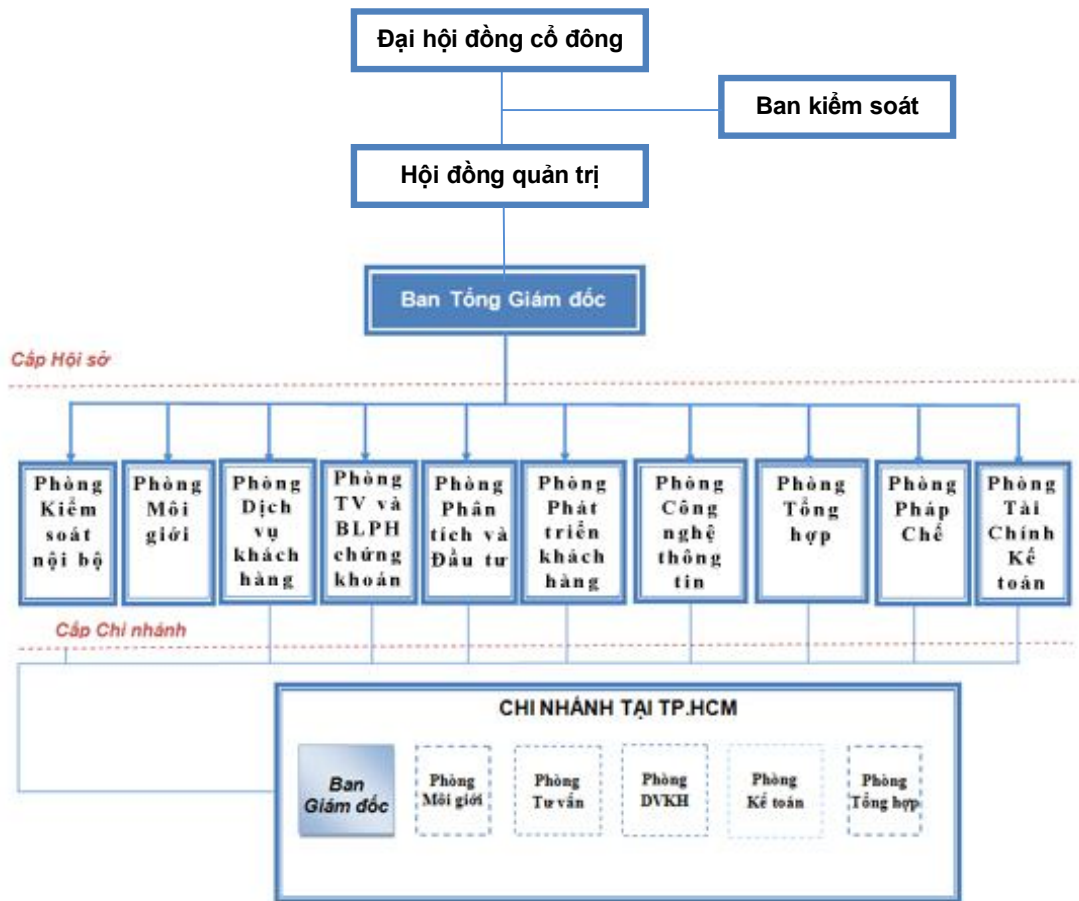 Đại hội đồng cổ đông
Ban kiểm soát
Hội đồng quản trị
Ban Tổng Giám đốc
Cấp Hội sở
Phòng
Kiểm
soát
nội bộ
Phòng
Môi
giới
Phòng
Dịch
vụ
khách
hàng
Phòng
TV và
BLPH
chứng
khoán
Phòng
Phân
tích và
Đầu tư
Phòng
Phát
triển
khách
hàng
Phòng
Công
nghệ
thông
tin
Phòng
Tổng
hợp
Phòng
Pháp
Chế
Phòng
Tài
Chính
Kế
toán
Cấp Chi nhánh
CHI NHÁNH TẠI TP.HCM
Ban
Giám đốc
Phòng
Môi giới
Phòng
Tư vấn
Phòng
DVKH
Phòng
Kế toán
Phòng
Tổng hợp